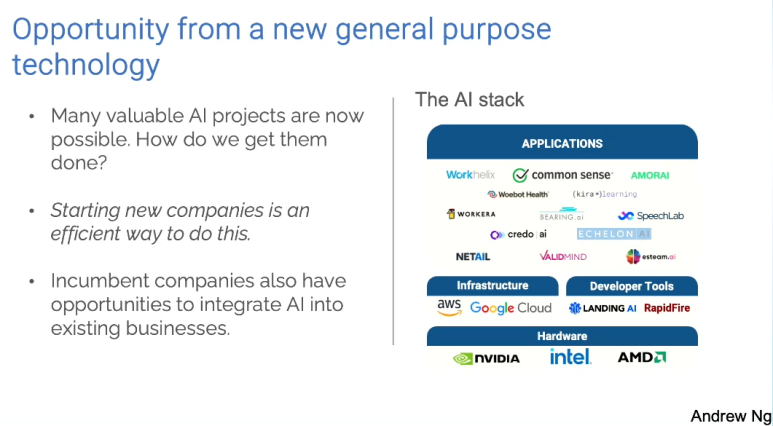 Opportunity from a new general purpose
technology
• Many valuable AI projects are now
possible. How do we get them
done?
• Starting new companies is an
efficient way to do this.
• Incumbent companies also have
opportunities to integrate AI into
existing businesses.
The AI stack
APPLICATIONS
Workhelix common sense AMORAI
Woebot Health (kira)learning
WORKERA BEARING.ai SpeechLab
credo ai ECHELON AI
NETAIL VALIDMIND esteam.ai
Infrastructure Developer Tools
aws Google Cloud LANDING AI RapidFire
Hardware
NVIDIA intel AMD
Andrew Ng